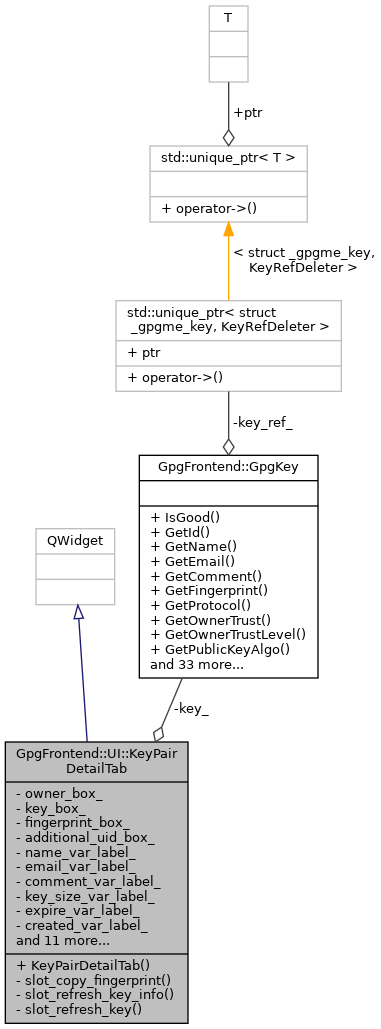 T
+ptr
std::unique_ptr< T >
+ operator->()
< struct _gpgme_key,
KeyRefDeleter >
std::unique_ptr< struct
_gpgme_key, KeyRefDeleter >
+ ptr
+ operator->()
-key_ref_
GpgFrontend::GpgKey
+ IsGood()
+ GetId()
+ GetName()
+ GetEmail()
+ GetComment()
+ GetFingerprint()
+ GetProtocol()
+ GetOwnerTrust()
+ GetOwnerTrustLevel()
+ GetPublicKeyAlgo()
and 33 more...
QWidget
-key_
GpgFrontend::UI::KeyPair
DetailTab
- owner_box_
- key_box_
- fingerprint_box_
- additional_uid_box_
- name_var_label_
- email_var_label_
- comment_var_label_
- key_size_var_label_
- expire_var_label_
- created_var_label_
and 11 more...
+ KeyPairDetailTab()
- slot_copy_fingerprint()
- slot_refresh_key_info()
- slot_refresh_key()